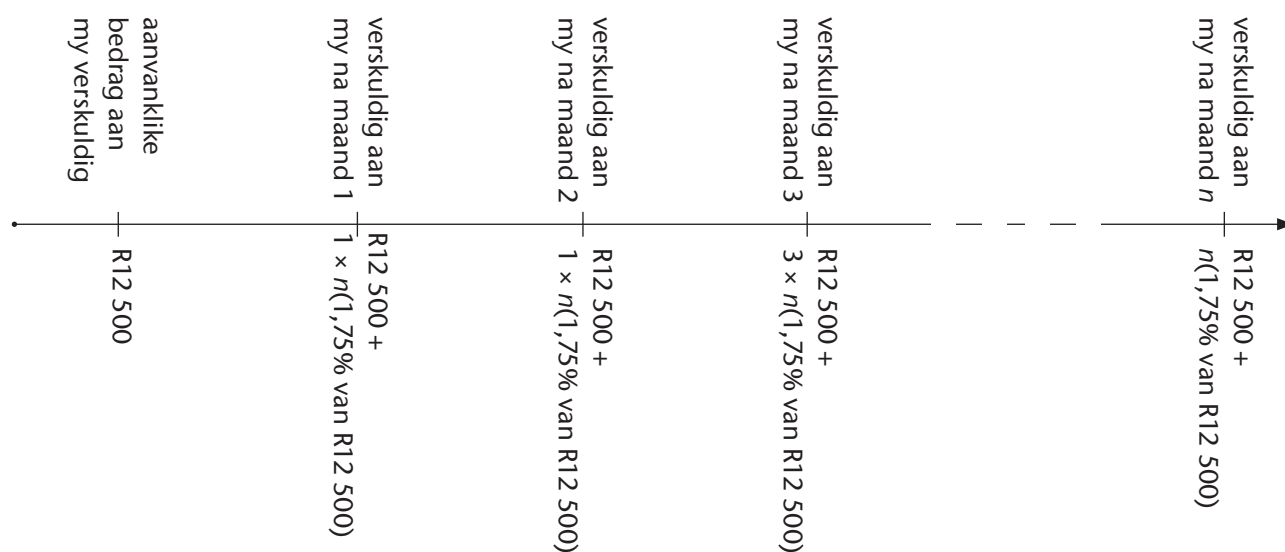 aanvanklike
bedrag aan
my verskuldig
verskuldig aan
my na maand 1
verskuldig aan
my na maand 2
verskuldig aan
my na maand 3
verskuldig aan
my na maand n
R12 500
R12 500 +
1 × n(1,75% van R12 500)
R12 500 +
1 × n(1,75% van R12 500)
R12 500 +
3 × n(1,75% van R12 500)
R12 500 +
n(1,75% van R12 500)